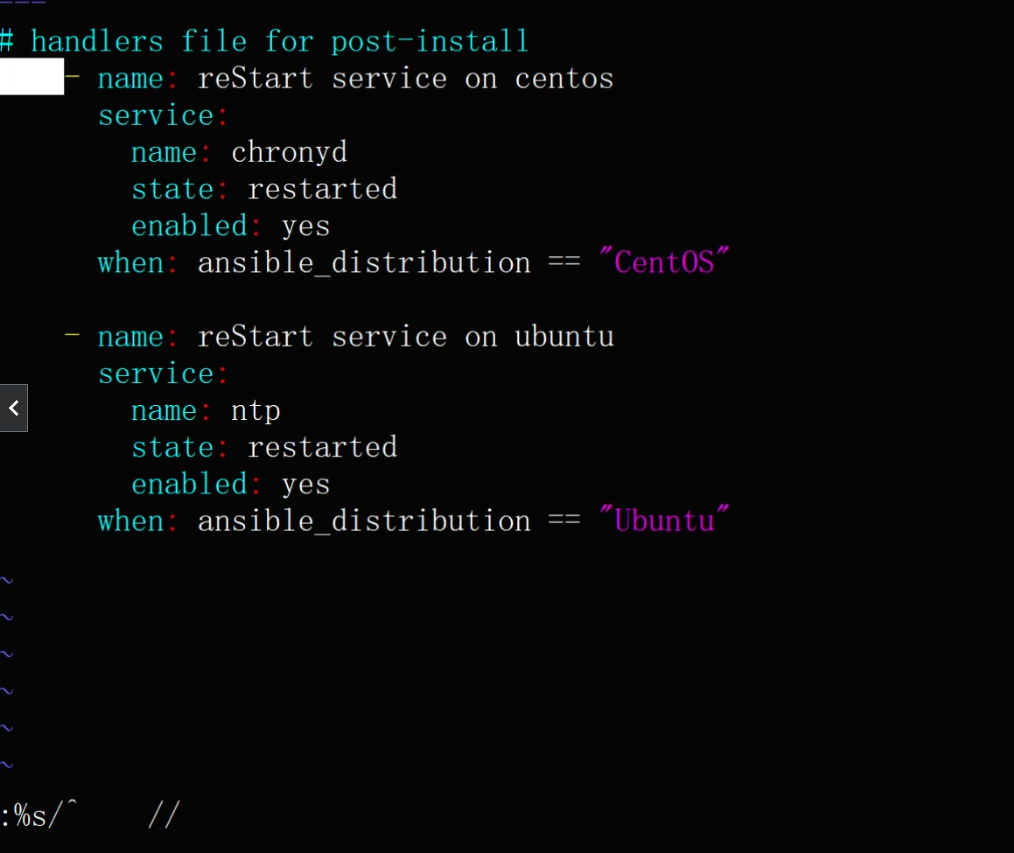 ---
# handlers file for post-install
    - name: reStart service on centos
      service:
        name: chronyd
        state: restarted
        enabled: yes
      when: ansible_distribution == "CentOS"

    - name: reStart service on ubuntu
      service:
        name: ntp
        state: restarted
        enabled: yes
      when: ansible_distribution == "Ubuntu"

~
~
~
~
~
~
:%s/^    //